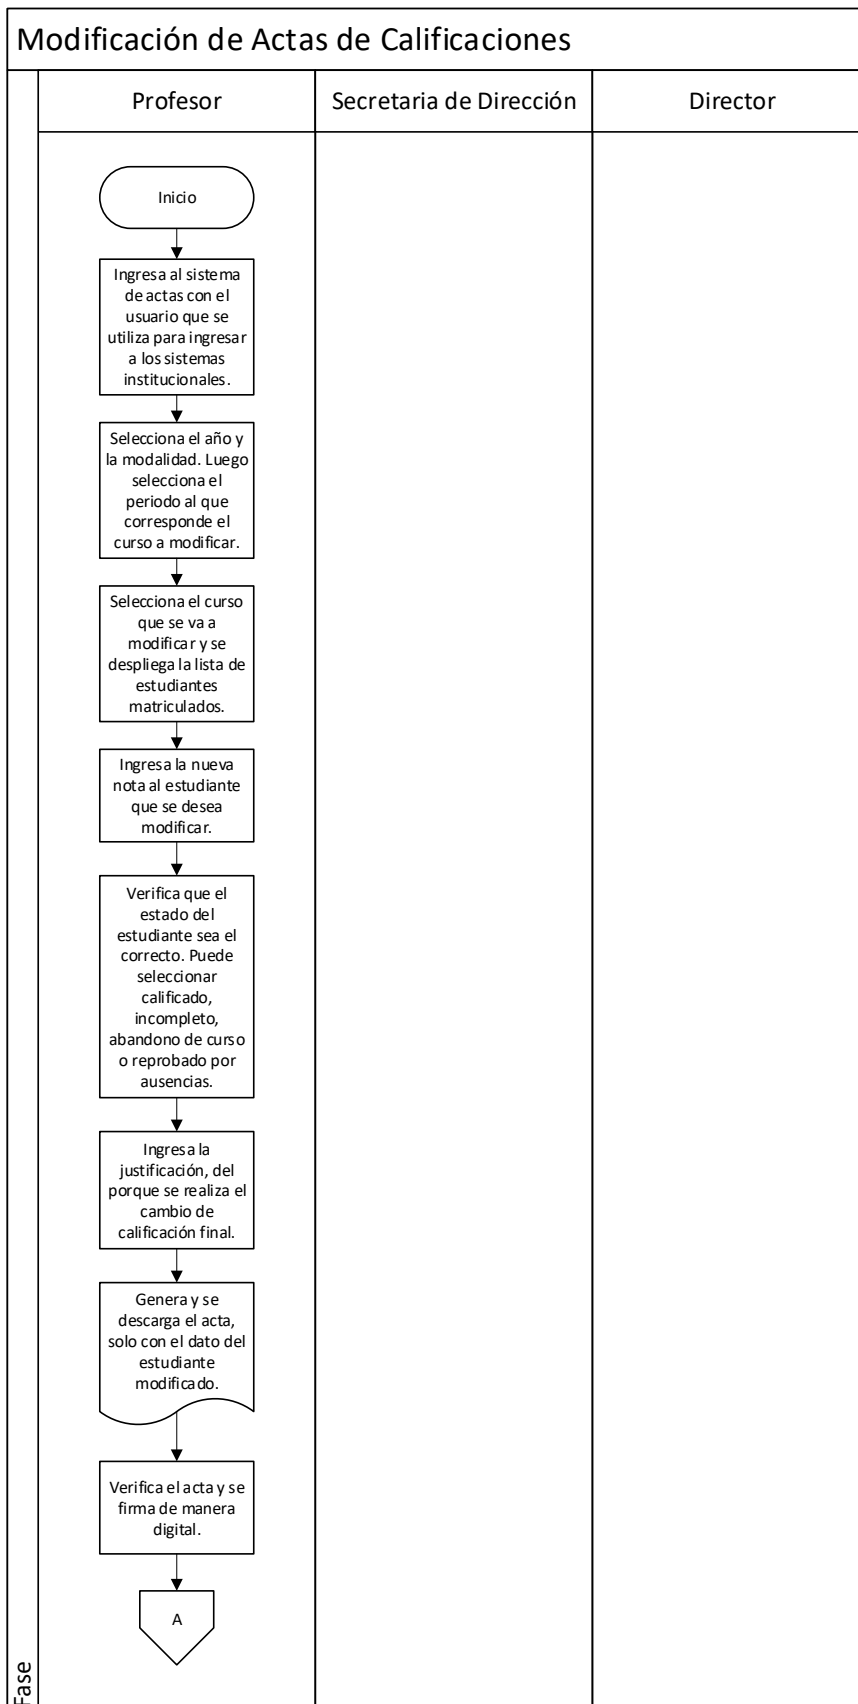 Modificación de Actas de Calificaciones
Profesor
Secretaria de Dirección
Director
Inicio
Ingresa al sistema
de actas con el
usuario que se
utiliza para ingresar
a los sistemas
institucionales.
Selecciona el año y
la modalidad. Luego
selecciona el
periodo al que
corresponde el
curso a modificar.
Selecciona el curso
que se va a
modificar y se
despliega la lista de
estudiantes
matriculados.
Ingresa la nueva
nota al estudiante
que se desea
modificar.
Verifica que el
estado del
estudiante sea el
correcto. Puede
seleccionar
calificado,
incompleto,
abandono de curso
o reprobado por
ausencias.
Ingresa la
justificación, del
porque se realiza el
cambio de
calificación final.
Genera y se
descarga el acta,
solo con el dato del
estudiante
modificado.
Verifica el acta y se
firma de manera
digital.
A
Fase